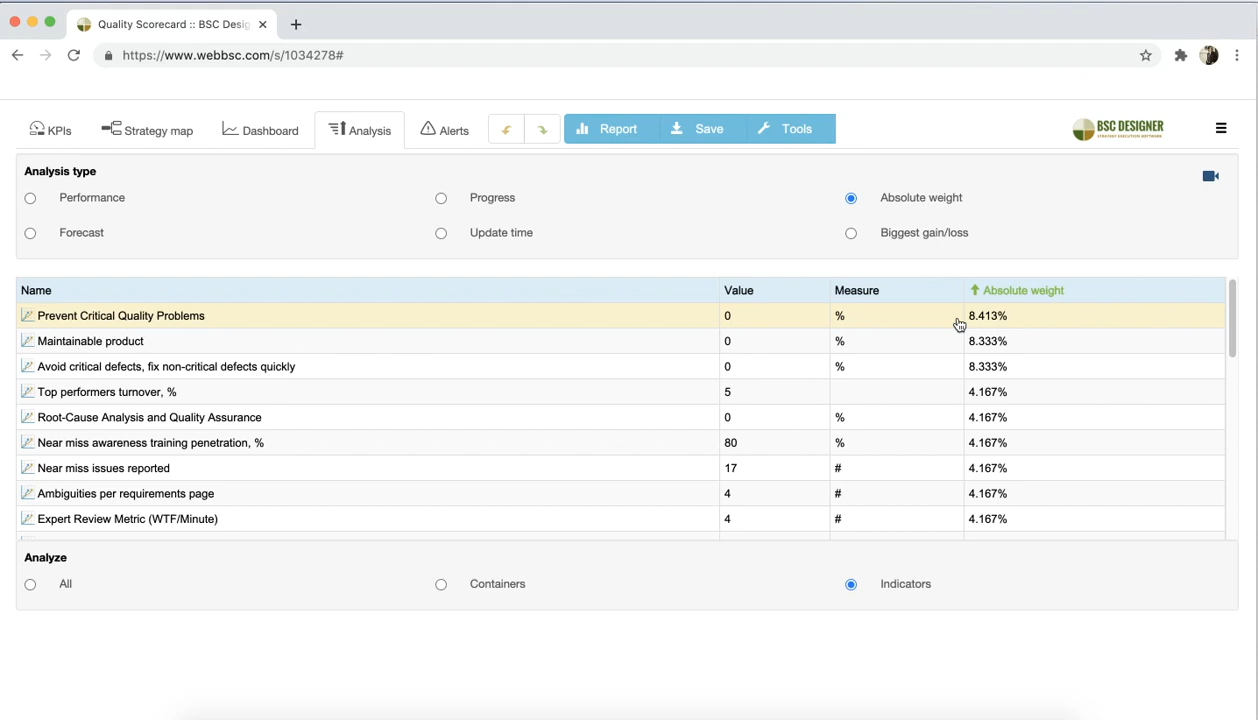 Quality Scorecard :: BSC Desig
https://www.webbsc.com/s/1034278#
KPIs Strategy map Dashboard Analysis Alerts Report Save Tools BSC DESIGNER
STRATEGY EXECUTION SOFTWARE
Analysis type
Performance Progress Absolute weight
Forecast Update time Biggest gain/loss
Name Value Measure Absolute weight
Prevent Critical Quality Problems 0 % 8.413%
Maintainable product 0 % 8.333%
Avoid critical defects, fix non-critical defects quickly 0 % 8.333%
Top performers turnover, % 5 4.167%
Root-Cause Analysis and Quality Assurance 0 % 4.167%
Near miss awareness training penetration, % 80 % 4.167%
Near miss issues reported 17 # 4.167%
Ambiguities per requirements page 4 # 4.167%
Expert Review Metric (WTF/Minute) 4 # 4.167%
Analyze
All Containers Indicators